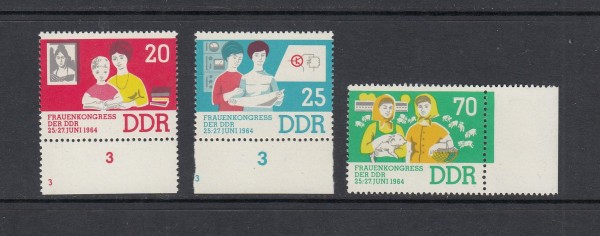 20
FRAUENKONGRESS
DER DDR
25.-27. JUNI 1964
DDR
3
3
25
FRAUENKONGRESS
DER DDR
25.-27. JUNI 1964
DDR
3
3
70
FRAUENKONGRESS
DER DDR
25.-27. JUNI 1964
DDR